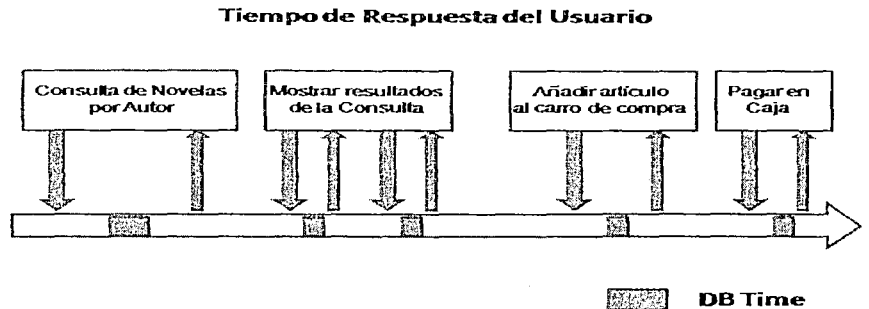 Tiempo de Respuesta del Usuario
Consulta de Novelas
por Autor
Mostrar resultados
de la Consulta
Añadir artículo
al carro de compra
Pagar en
Caja
DB Time